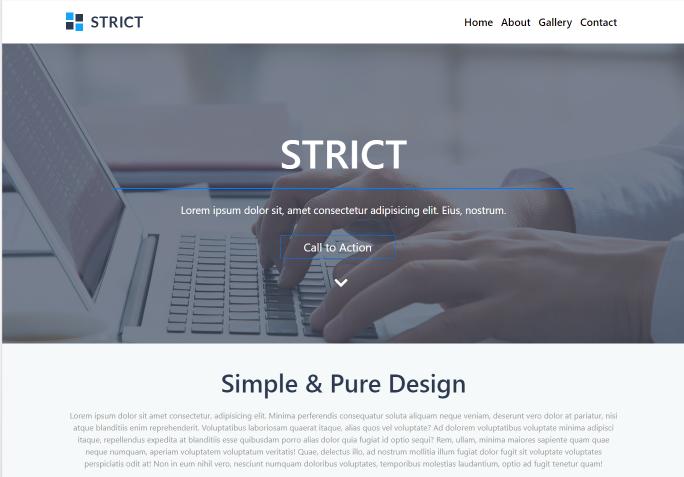 STRICT
Home About Gallery Contact
STRICT
Lorem ipsum dolor sit, amet consectetur adipisicing elit. Eius, nostrum.
Call to Action
Simple & Pure Design
Lorem ipsum dolor sit amet consectetur, adipisicing elit. Minima perferendis consequatur soluta aliquam neque veniam, deserunt vero dolor at pariatur, nisi
atque blanditiis enim reprehenderit. Voluptatibus laboriosam quaerat itaque, alias quos vel voluptate? Ad dolorem voluptatibus voluptate minima adipisci
itaque, repellendus expedita at blanditiis esse quibusdam porro alias dolor quia fugiat id optio sequi? Rem, ullam, minima maiores sapiente quam quae
neque numquam, aperiam voluptatem voluptatum veritatis! Quae, delectus illo, ad nostrum mollitia illum fugiat dolor fugit sit voluptate voluptates
perspiciatis odit at! Non in eum nihil vero, nesciunt numquam doloribus voluptates, temporibus molestias laudantium, optio ad fugit tenetur quam!